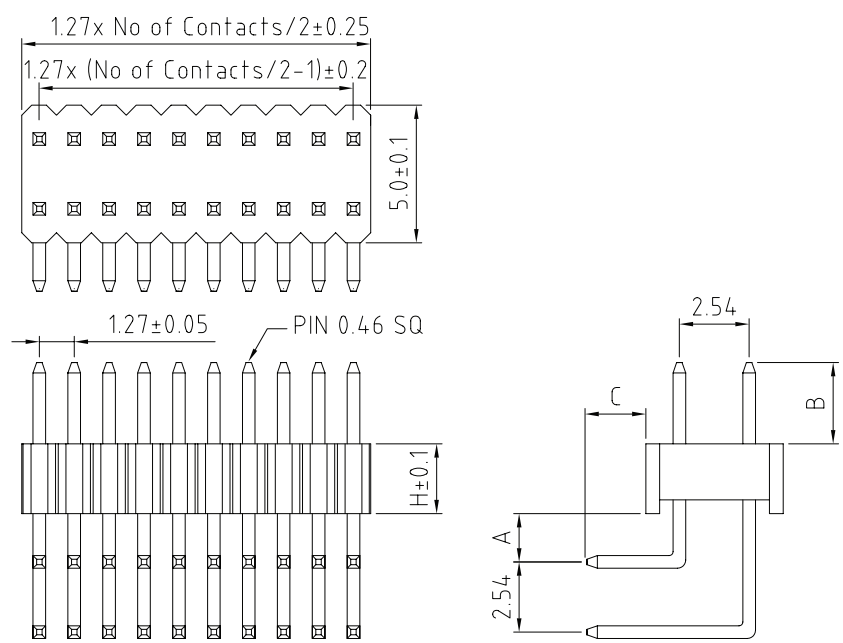 1.27x No of Contacts/2±0.25
1.27x (No of Contacts/2-1)±0.2
5.0±0.1
1.27±0.05
PIN 0.46 SQ
2.54
C
B
H±0.1
A
2.54